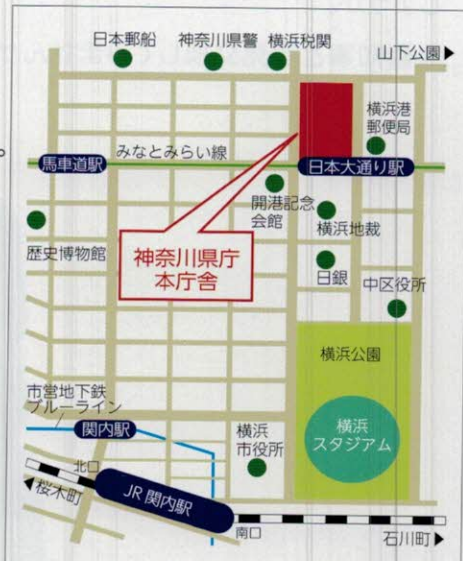 日本郵船
神奈川県警
横浜税関
山下公園▶
横浜港
郵便局
みなとみらい線
馬車道駅
日本大通り駅
開港記念
会館
横浜地裁
歴史博物館
神奈川県庁
本庁舎
日銀
中区役所
横浜公園
市営地下鉄
ブルーライン
関内駅
横浜
スタジアム
横浜
市役所
北口
◀桜木町
JR 関内駅
南口
石川町▶